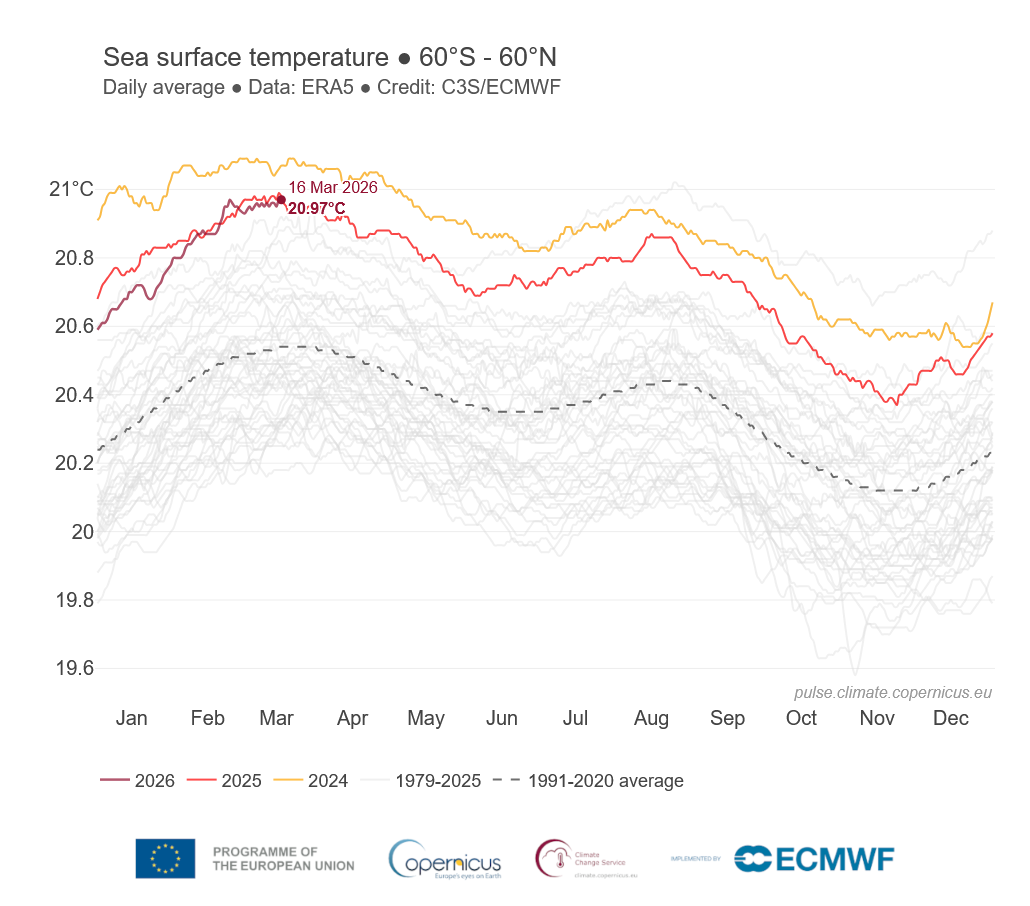 Sea surface temperature ● 60°S - 60°N
Daily average ● Data: ERA5 ● Credit: C3S/ECMWF
21°C
16 Mar 2026
20.97°C
20.8
20.6
20.4
20.2
20
19.8
19.6
pulse.climate.copernicus.eu
Jan Feb Mar Apr May Jun Jul Aug Sep Oct Nov Dec
2026 2025 2024 1979-2025 1991-2020 average
PROGRAMME OF
THE EUROPEAN UNION
opernicus
Europe's eyes on Earth
Climate
Change Service
climate.copernicus.eu
IMPLEMENTED BY
ECMWF